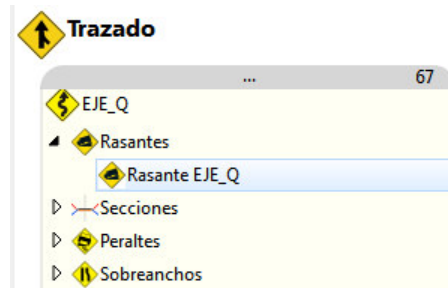 Trazado
... 67
EJE_Q
Rasantes
Rasante EJE_Q
Secciones
Peraltes
Sobreanchos